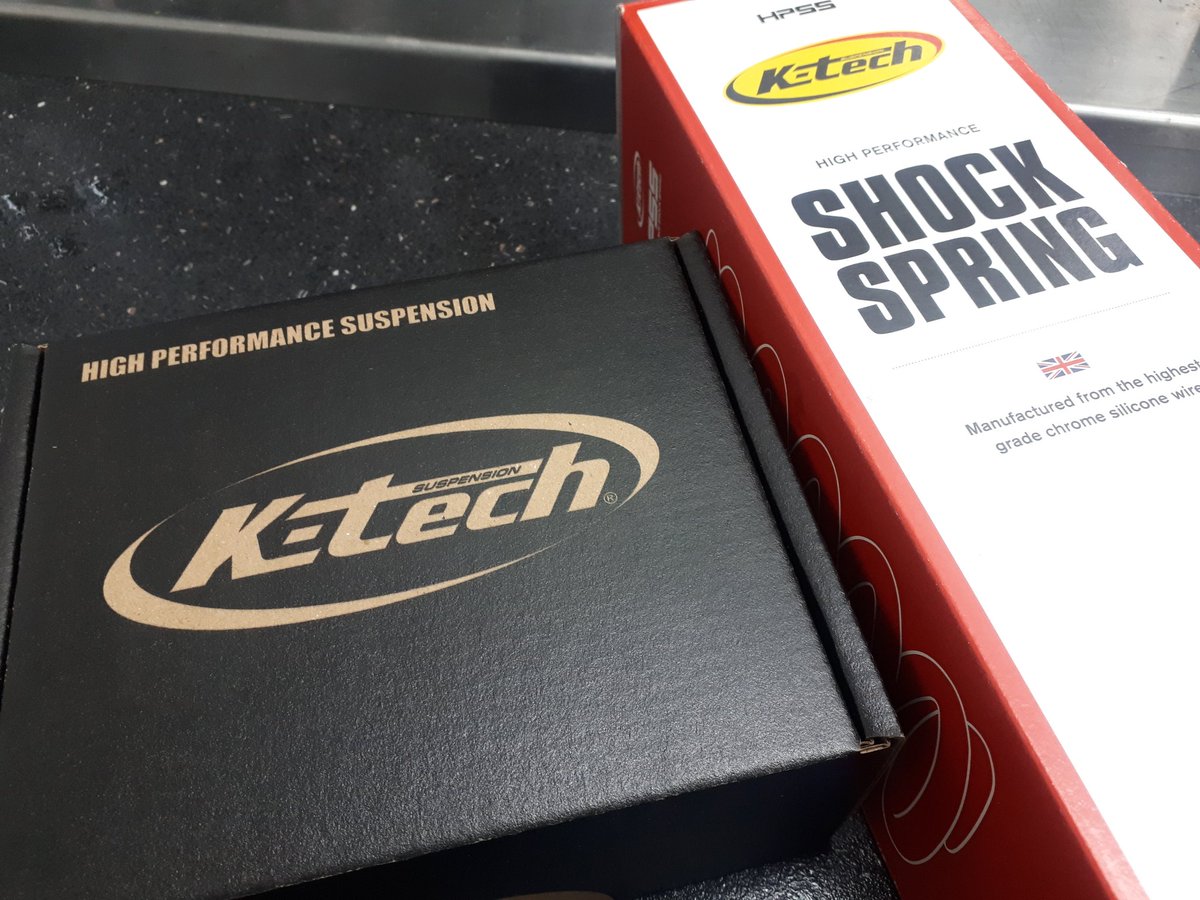 HIGH PERFORMANCE SUSPENSION
SUSPENSION
K-tech®
HPSS
K-tech
HIGH PERFORMANCE
SHOCK
SPRING
Manufactured from the highest
grade chrome silicone wire